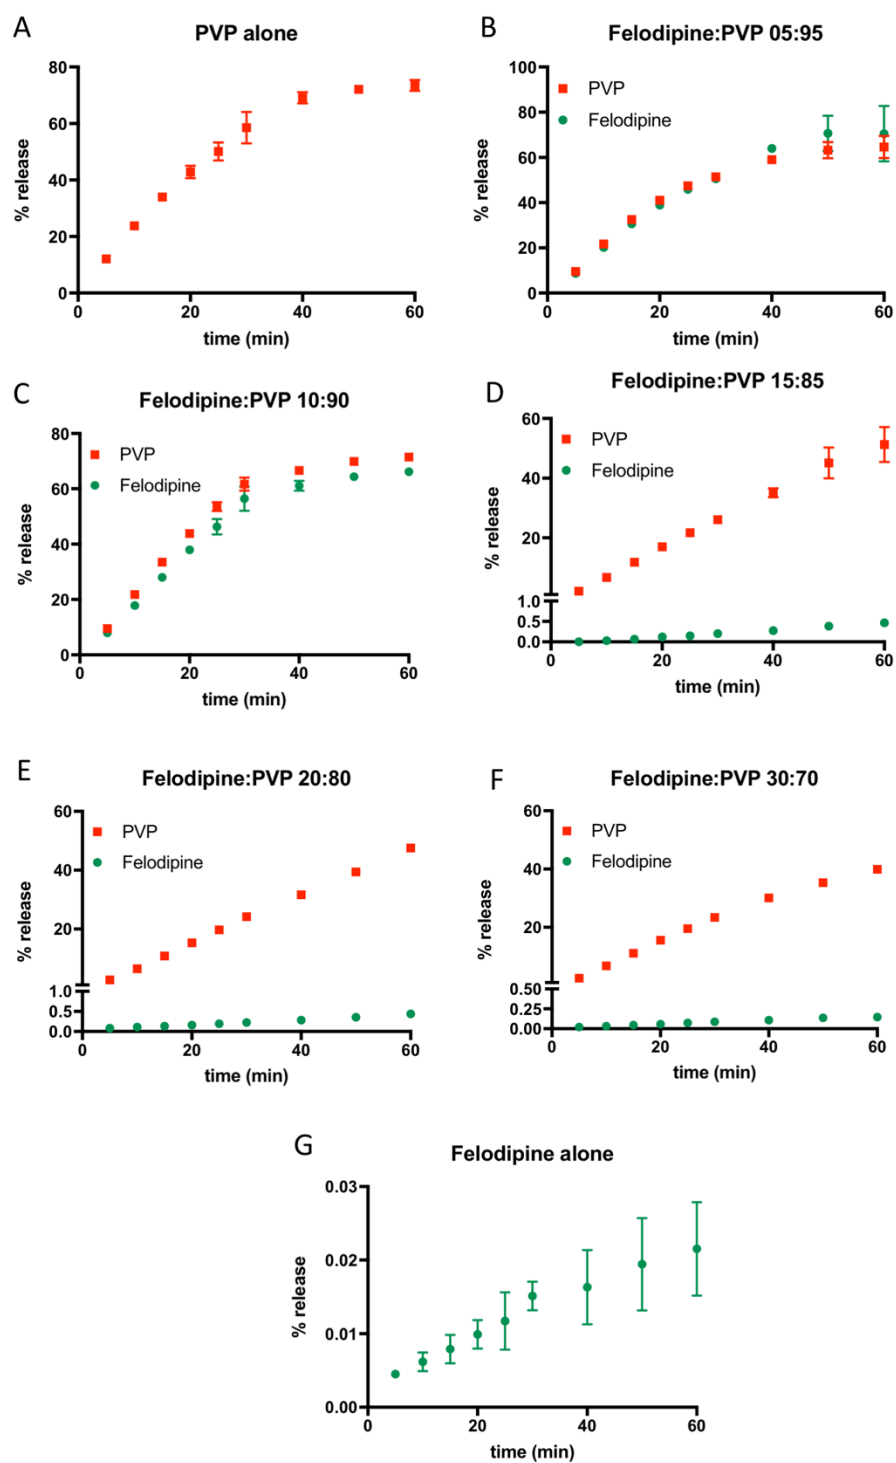 A
PVP alone
% release
80
60
40
20
0
0
20
40
60
time (min)
B
Felodipine:PVP 05:95
% release
100
80
60
40
20
0
PVP
Felodipine
0
20
40
60
time (min)
C
Felodipine:PVP 10:90
% release
80
60
40
20
0
PVP
Felodipine
0
20
40
60
time (min)
D
Felodipine:PVP 15:85
% release
60
40
20
1.0
0.5
0.0
PVP
Felodipine
0
20
40
60
time (min)
E
Felodipine:PVP 20:80
% release
60
40
20
1.0
0.5
0.0
PVP
Felodipine
0
20
40
60
time (min)
F
Felodipine:PVP 30:70
% release
60
40
20
0.50
0.25
0.00
PVP
Felodipine
0
20
40
60
time (min)
G
Felodipine alone
% release
0.03
0.02
0.01
0.00
0
20
40
60
time (min)